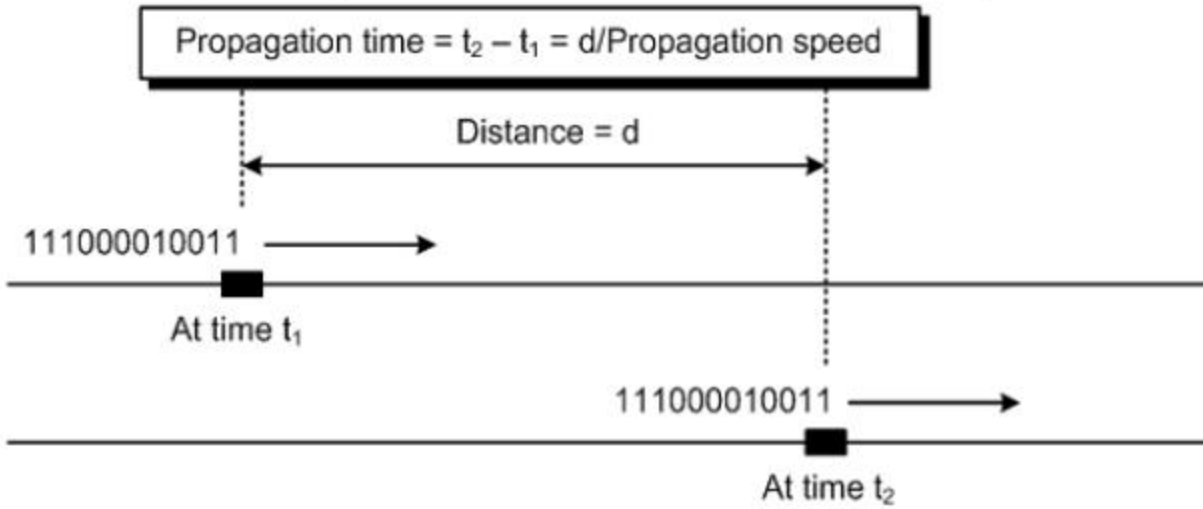 Propagation time = t₂ – t₁ = d/Propagation speed
Distance = d
111000010011
At time t₁
111000010011
At time t₂